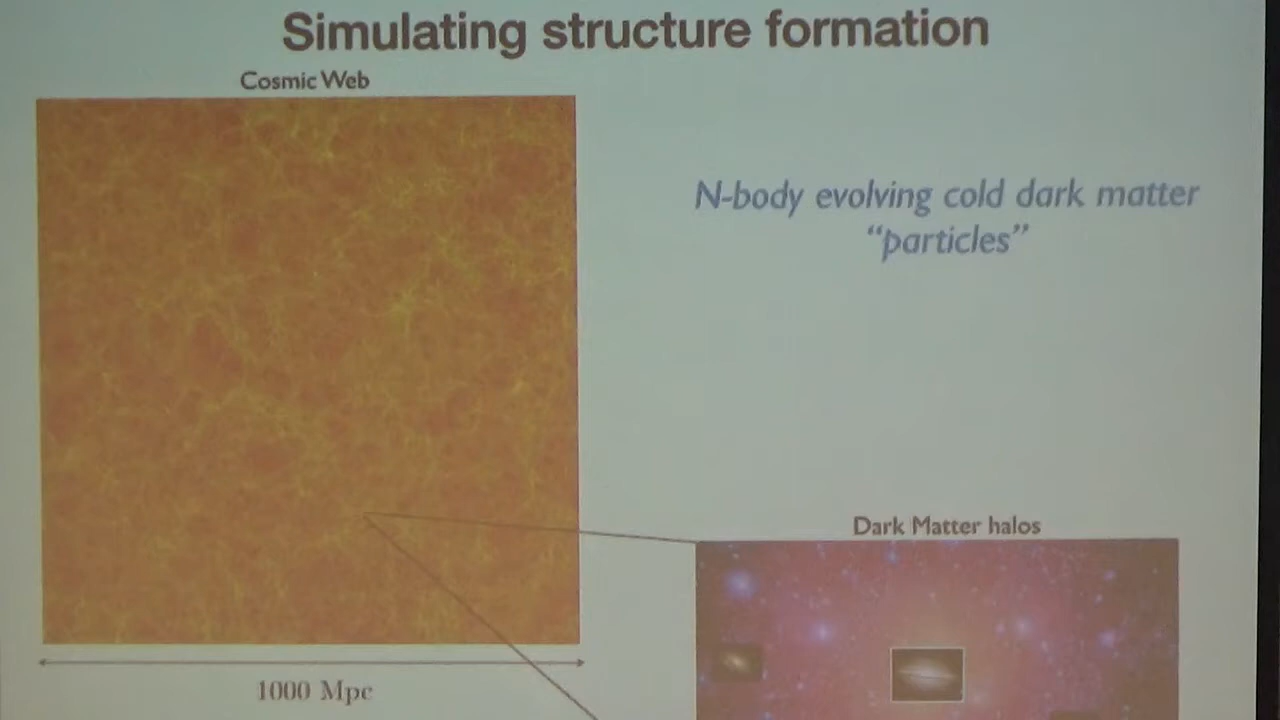 Simulating structure formation
Cosmic Web
N-body evolving cold dark matter
“particles”
Dark Matter halos
1000 Mpc